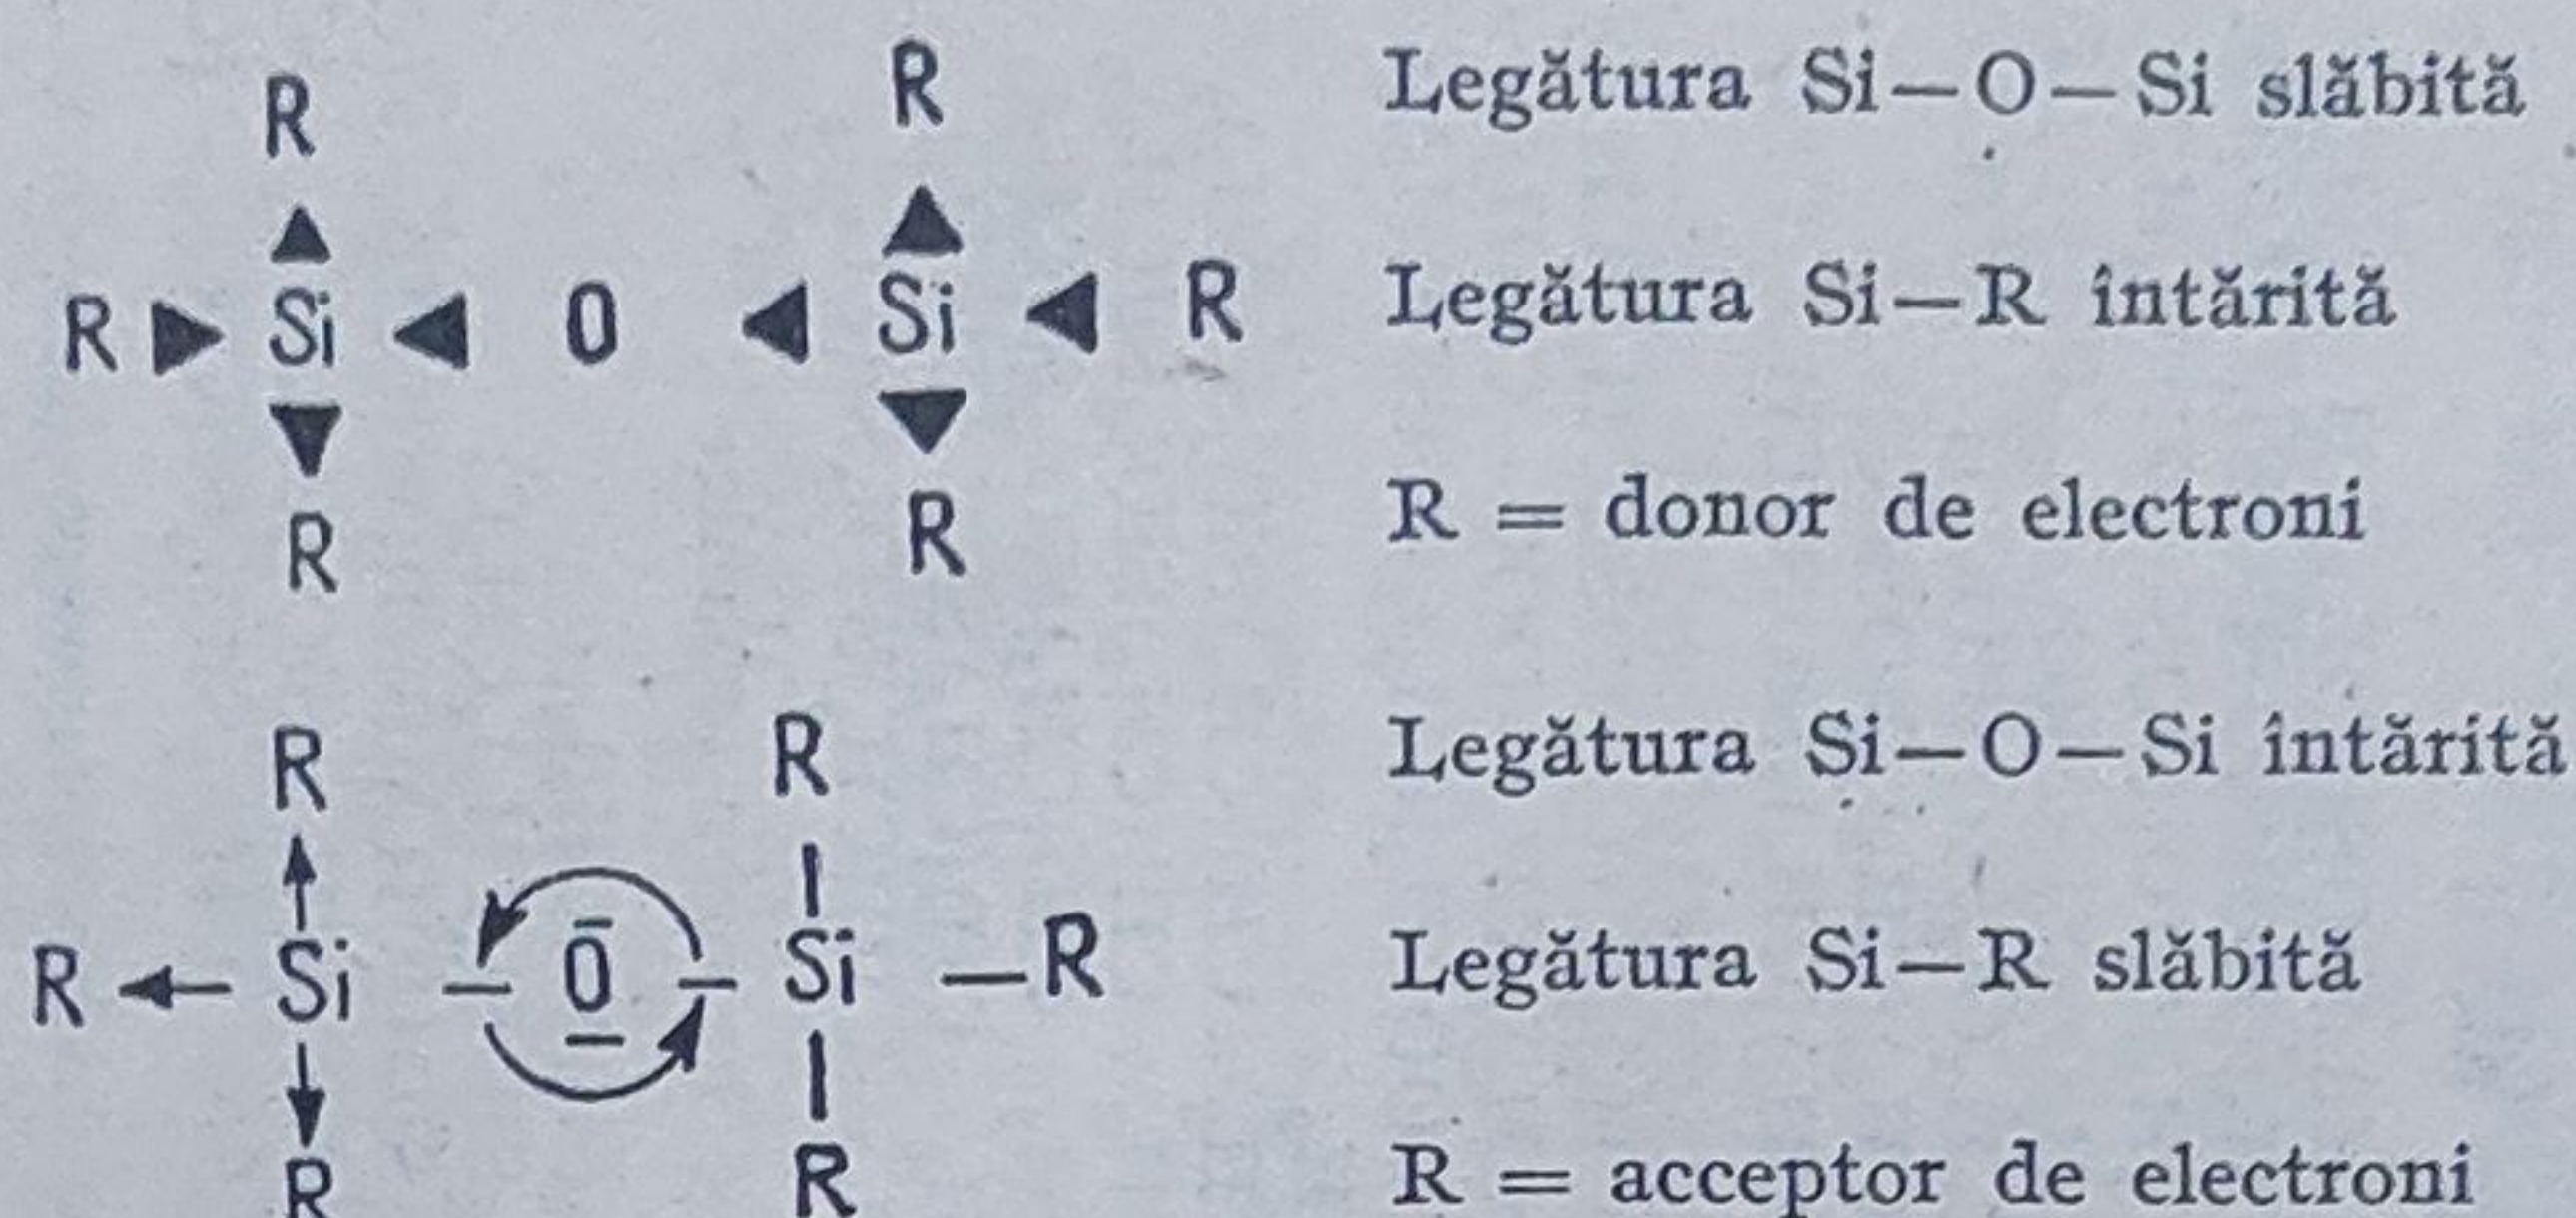 R
R
Legătura Si—O—Si slăbită
R Si O Si R
Legătura Si—R întărită
R
R
R = donor de electroni
R
R
Legătura Si—O—Si întărită
R Si — O — Si —R
Legătura Si—R slăbită
R
R
R = acceptor de electroni